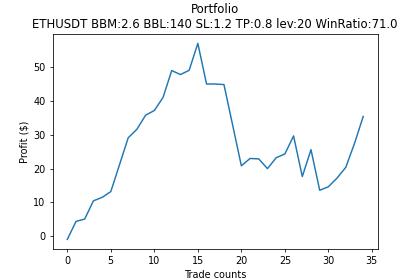 Portfolio
ETHUSDT BBM:2.6 BBL:140 SL:1.2 TP:0.8 lev:20 WinRatio:71.0
Profit ($)
50
40
30
20
10
0
0 5 10 15 20 25 30 35
Trade counts